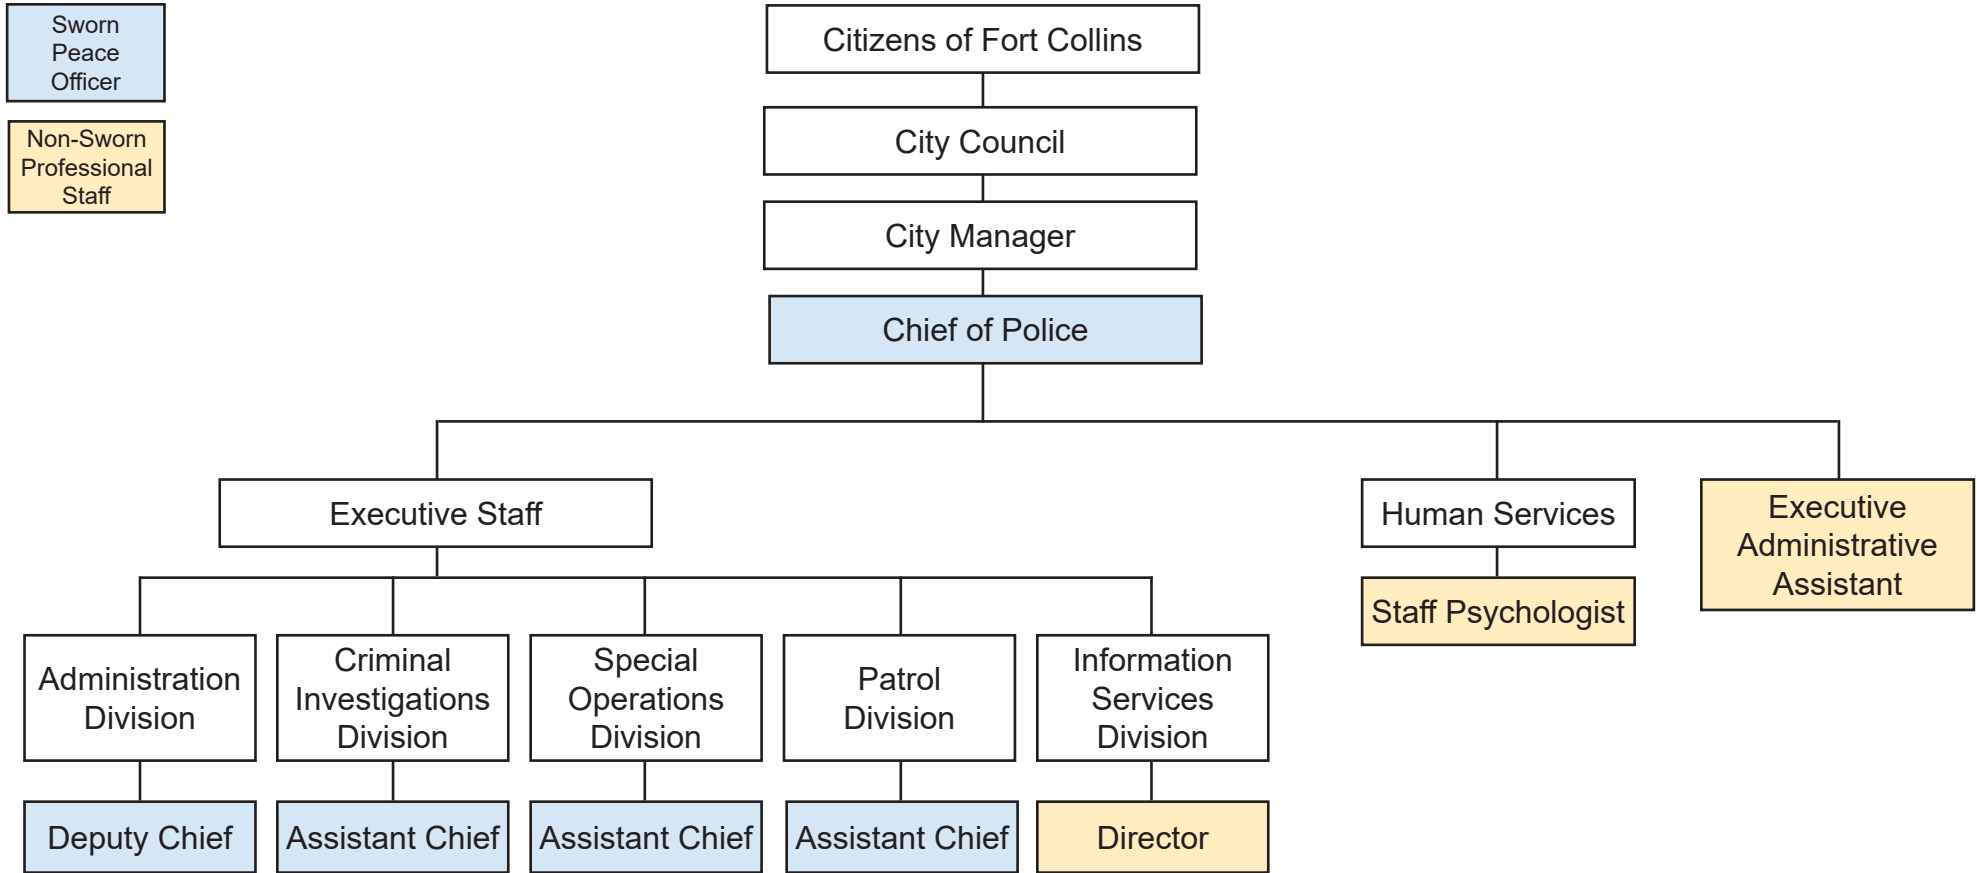 Sworn
Peace
Officer
Non-Sworn
Professional
Staff
Citizens of Fort Collins
City Council
City Manager
Chief of Police
Executive Staff
Human Services
Executive
Administrative
Assistant
Staff Psychologist
Administration
Division
Criminal
Investigations
Division
Special
Operations
Division
Patrol
Division
Information
Services
Division
Deputy Chief
Assistant Chief
Assistant Chief
Assistant Chief
Director